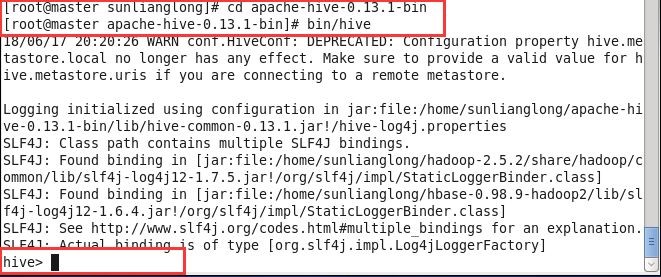 [root@master sunlianglong]# cd apache-hive-0.13.1-bin
[root@master apache-hive-0.13.1-bin]# bin/hive
18/06/17 20:20:26 WARN conf.HiveConf: DEPRECATED: Configuration property hive.me
tastore.local no longer has any effect. Make sure to provide a valid value for h
ive.metastore.uris if you are connecting to a remote metastore.
Logging initialized using configuration in jar:file:/home/sunlianglong/apache-hi
ve-0.13.1-bin/lib/hive-common-0.13.1.jar!/hive-log4j.properties
SLF4J: Class path contains multiple SLF4J bindings.
SLF4J: Found binding in [jar:file:/home/sunlianglong/hadoop-2.5.2/share/hadoop/c
ommon/lib/slf4j-log4j12-1.7.5.jar!/org/slf4j/impl/StaticLoggerBinder.class]
SLF4J: Found binding in [jar:file:/home/sunlianglong/hbase-0.98.9-hadoop2/lib/sl
f4j-log4j12-1.6.4.jar!/org/slf4j/impl/StaticLoggerBinder.class]
SLF4J: See http://www.slf4j.org/codes.html#multiple_bindings for an explanation.
SLF4J: Actual binding is of type [org.slf4j.impl.Log4jLoggerFactory]
hive>